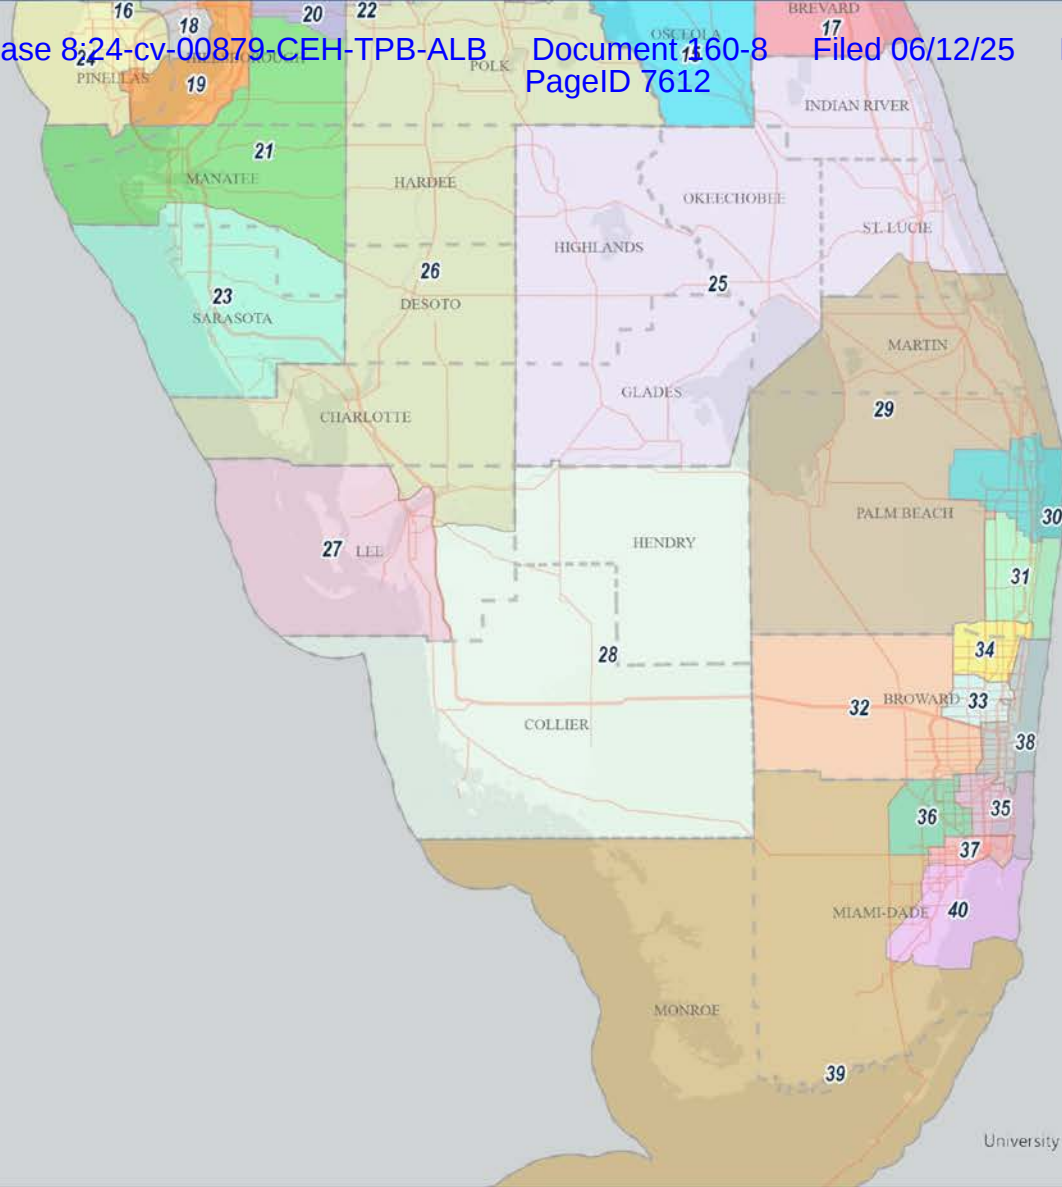 16
20
22
BREVARD
18
17
OSCEOLA
ase 8:24-cv-00879-CEH-TPB-ALB Document 160-8 Filed 06/12/25
24
15
POLK
PINELLAS
19
PageID 7612
INDIAN RIVER
21
MANATEE
HARDEE
OKEECHOBEE
ST. LUCIE
HIGHLANDS
26
25
23
DESOTO
SARASOTA
MARTIN
GLADES
29
CHARLOTTE
PALM BEACH
30
HENDRY
27 LEE
31
34
28
BROWARD
33
32
COLLIER
38
35
36
37
MIAMI-DADE
40
MONROE
39
University